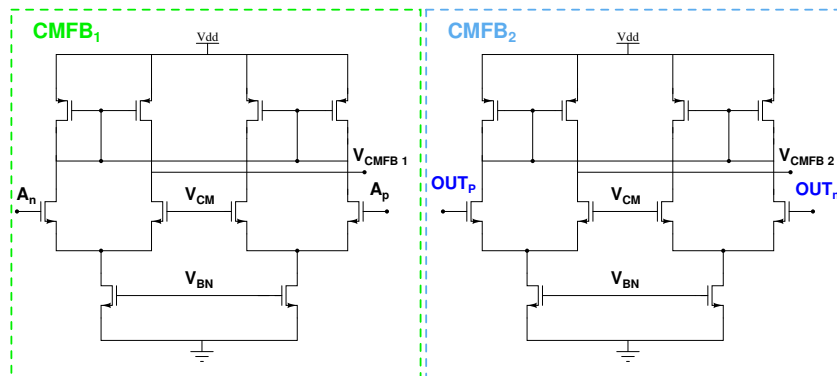 CMFB1
Vdd
VCMFB 1
An
VCM
Ap
VBN
CMFB2
Vdd
VCMFB 2
OUTP
VCM
OUTn
VBN